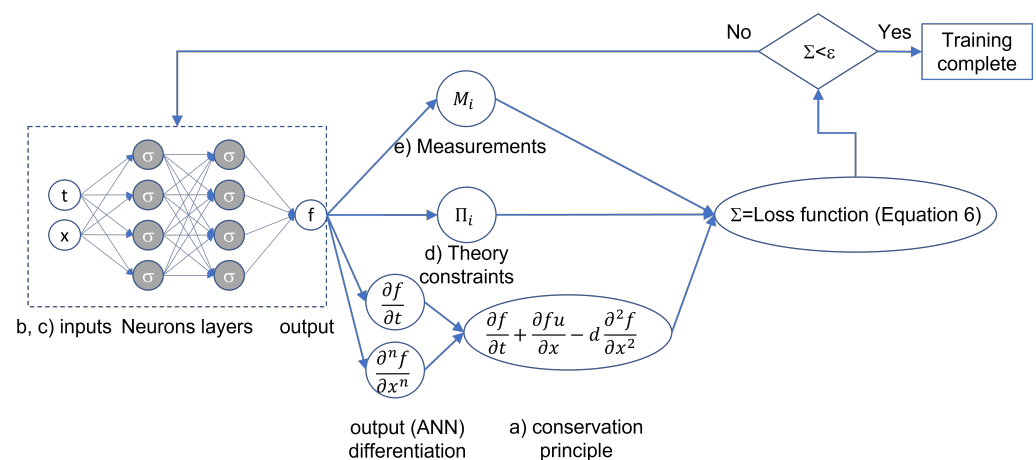 No
Yes
Σ<ε
Training
complete
M_i
e) Measurements
σ σ
σ σ
σ σ
σ σ
t
x
f
Π_i
d) Theory
constraints
Σ=Loss function (Equation 6)
∂f/∂t
∂ⁿf/∂xⁿ
∂f/∂t + ∂fu/∂x − d ∂²f/∂x²
b, c) inputs Neurons layers output
output (ANN)
differentiation
a) conservation
principle